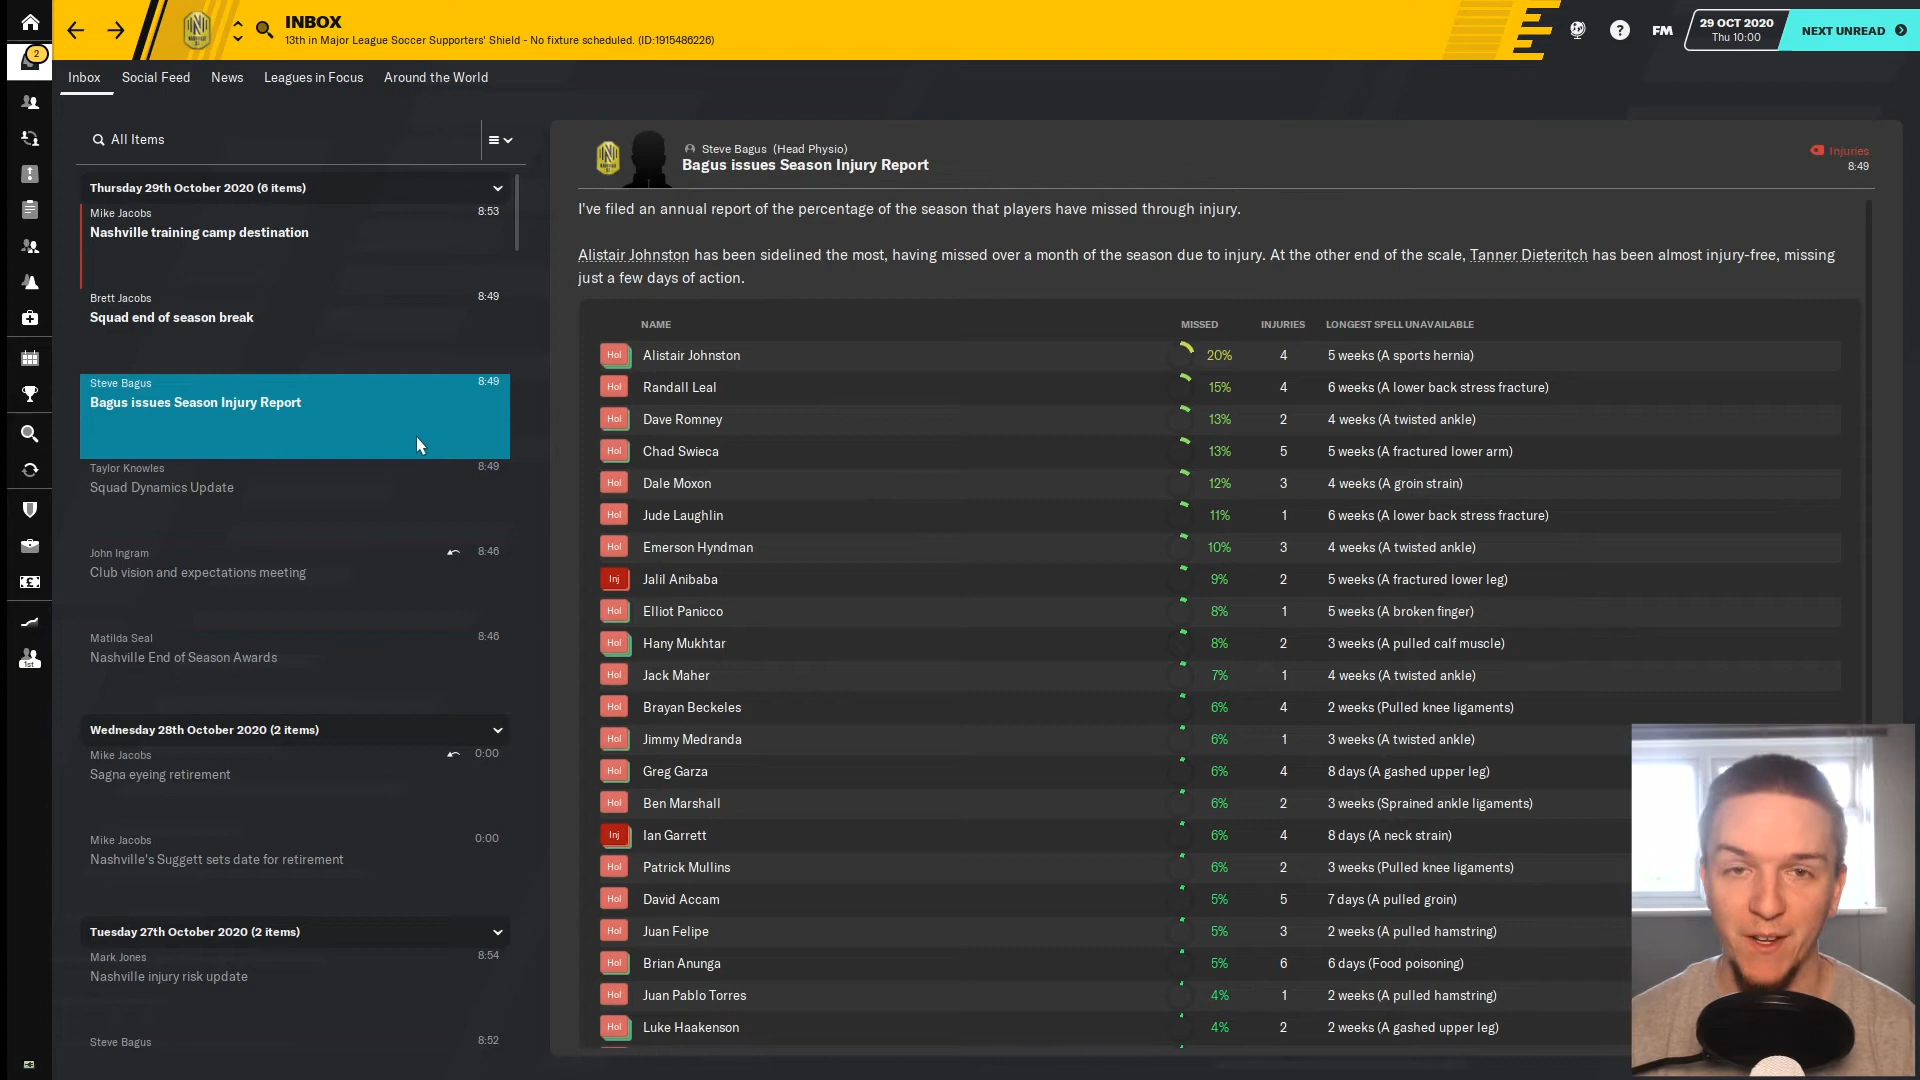 INBOX
13th in Major League Soccer Supporters' Shield - No fixture scheduled. (ID:1915486226)
FM
29 OCT 2020
Thu 10:00
NEXT UNREAD
2
Inbox
Social Feed
News
Leagues in Focus
Around the World
All Items
Thursday 29th October 2020 (6 items)
Mike Jacobs 8:53
Nashville training camp destination
Brett Jacobs 8:49
Squad end of season break
Steve Bagus 8:49
Bagus issues Season Injury Report
Taylor Knowles 8:49
Squad Dynamics Update
John Ingram 8:46
Club vision and expectations meeting
Matilda Seal 8:46
Nashville End of Season Awards
Wednesday 28th October 2020 (2 items)
Mike Jacobs 0:00
Sagna eyeing retirement
Mike Jacobs 0:00
Nashville's Suggett sets date for retirement
Tuesday 27th October 2020 (2 items)
Mark Jones 8:54
Nashville injury risk update
Steve Bagus 8:52
1st
Steve Bagus (Head Physio)
Bagus issues Season Injury Report
Injuries
8:49
I've filed an annual report of the percentage of the season that players have missed through injury.
Alistair Johnston has been sidelined the most, having missed over a month of the season due to injury. At the other end of the scale, Tanner Dieteritch has been almost injury-free, missing
just a few days of action.
NAME MISSED INJURIES LONGEST SPELL UNAVAILABLE
Hol Alistair Johnston 20% 4 5 weeks (A sports hernia)
Hol Randall Leal 15% 4 6 weeks (A lower back stress fracture)
Hol Dave Romney 13% 2 4 weeks (A twisted ankle)
Hol Chad Swieca 13% 5 5 weeks (A fractured lower arm)
Hol Dale Moxon 12% 3 4 weeks (A groin strain)
Hol Jude Laughlin 11% 1 6 weeks (A lower back stress fracture)
Hol Emerson Hyndman 10% 3 4 weeks (A twisted ankle)
Inj Jalil Anibaba 9% 2 5 weeks (A fractured lower leg)
Hol Elliot Panicco 8% 1 5 weeks (A broken finger)
Hol Hany Mukhtar 8% 2 3 weeks (A pulled calf muscle)
Hol Jack Maher 7% 1 4 weeks (A twisted ankle)
Hol Brayan Beckeles 6% 4 2 weeks (Pulled knee ligaments)
Hol Jimmy Medranda 6% 1 3 weeks (A twisted ankle)
Hol Greg Garza 6% 4 8 days (A gashed upper leg)
Hol Ben Marshall 6% 2 3 weeks (Sprained ankle ligaments)
Inj Ian Garrett 6% 4 8 days (A neck strain)
Hol Patrick Mullins 6% 2 3 weeks (Pulled knee ligaments)
Hol David Accam 5% 5 7 days (A pulled groin)
Hol Juan Felipe 5% 3 2 weeks (A pulled hamstring)
Hol Brian Anunga 5% 6 6 days (Food poisoning)
Hol Juan Pablo Torres 4% 1 2 weeks (A pulled hamstring)
Hol Luke Haakenson 4% 2 2 weeks (A gashed upper leg)